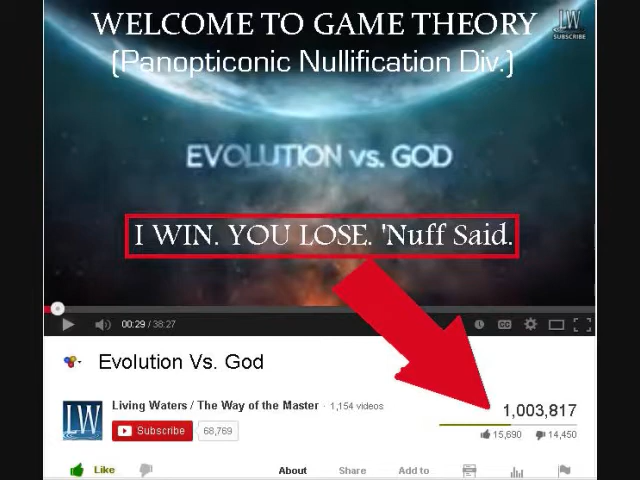 WELCOME TO GAME THEORY
(Panopticonic Nullification Div.)
LW
SUBSCRIBE
EVOLUTION vs. GOD
I WIN. YOU LOSE. 'Nuff Said.
00:29 / 38:27
CC
Evolution Vs. God
LW
Living Waters / The Way of the Master · 1,154 videos
Subscribe 68,769
1,003,817
15,690 14,450
Like About Share Add to